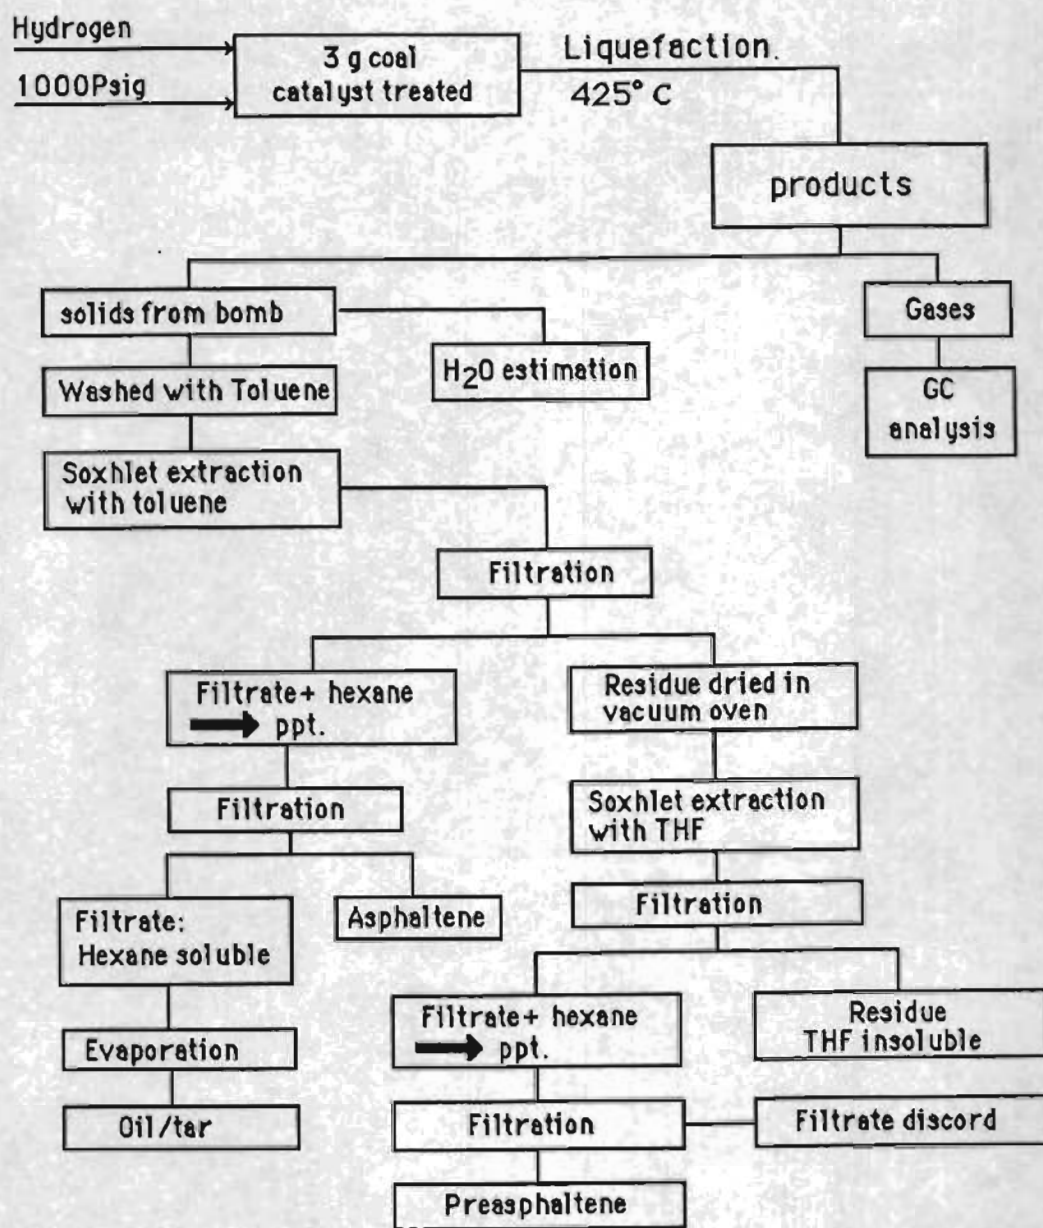 Hydrogen
1000Psig
3 g coal
catalyst treated
Liquefaction.
425° C
products
solids from bomb
H2O estimation
Gases
Washed with Toluene
GC
analysis
Soxhlet extraction
with toluene
Filtration
Filtrate+ hexane
ppt.
Residue dried in
vacuum oven
Filtration
Soxhlet extraction
with THF
Filtrate:
Hexane soluble
Asphaltene
Filtration
Evaporation
Filtrate+ hexane
ppt.
Residue
THF insoluble
Oil/tar
Filtration
Filtrate discord
Preasphaltene